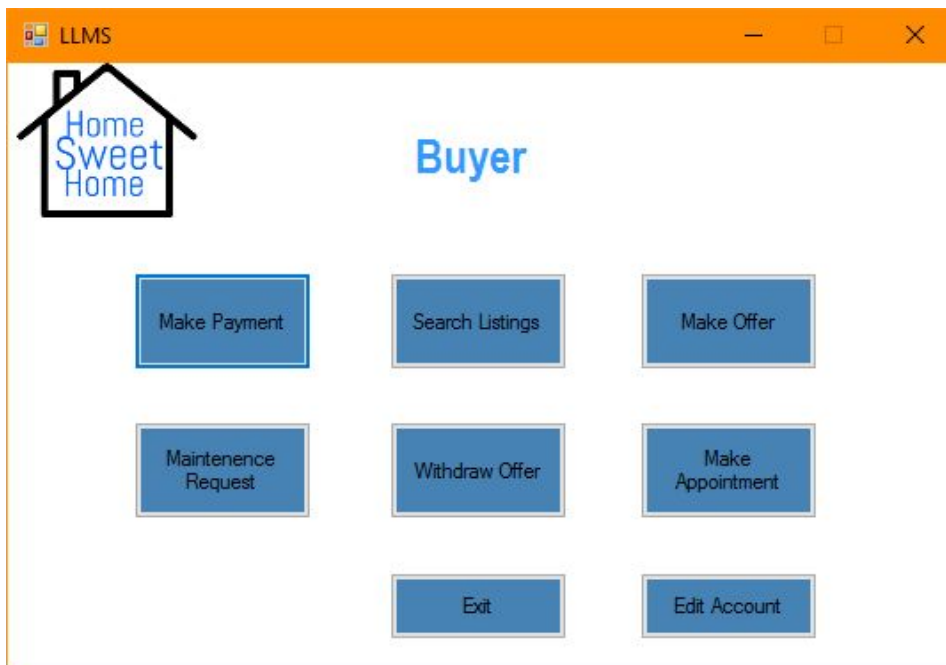 LLMS
Home
Sweet
Home
Buyer
Make Payment
Search Listings
Make Offer
Maintenence
Request
Withdraw Offer
Make
Appointment
Exit
Edit Account